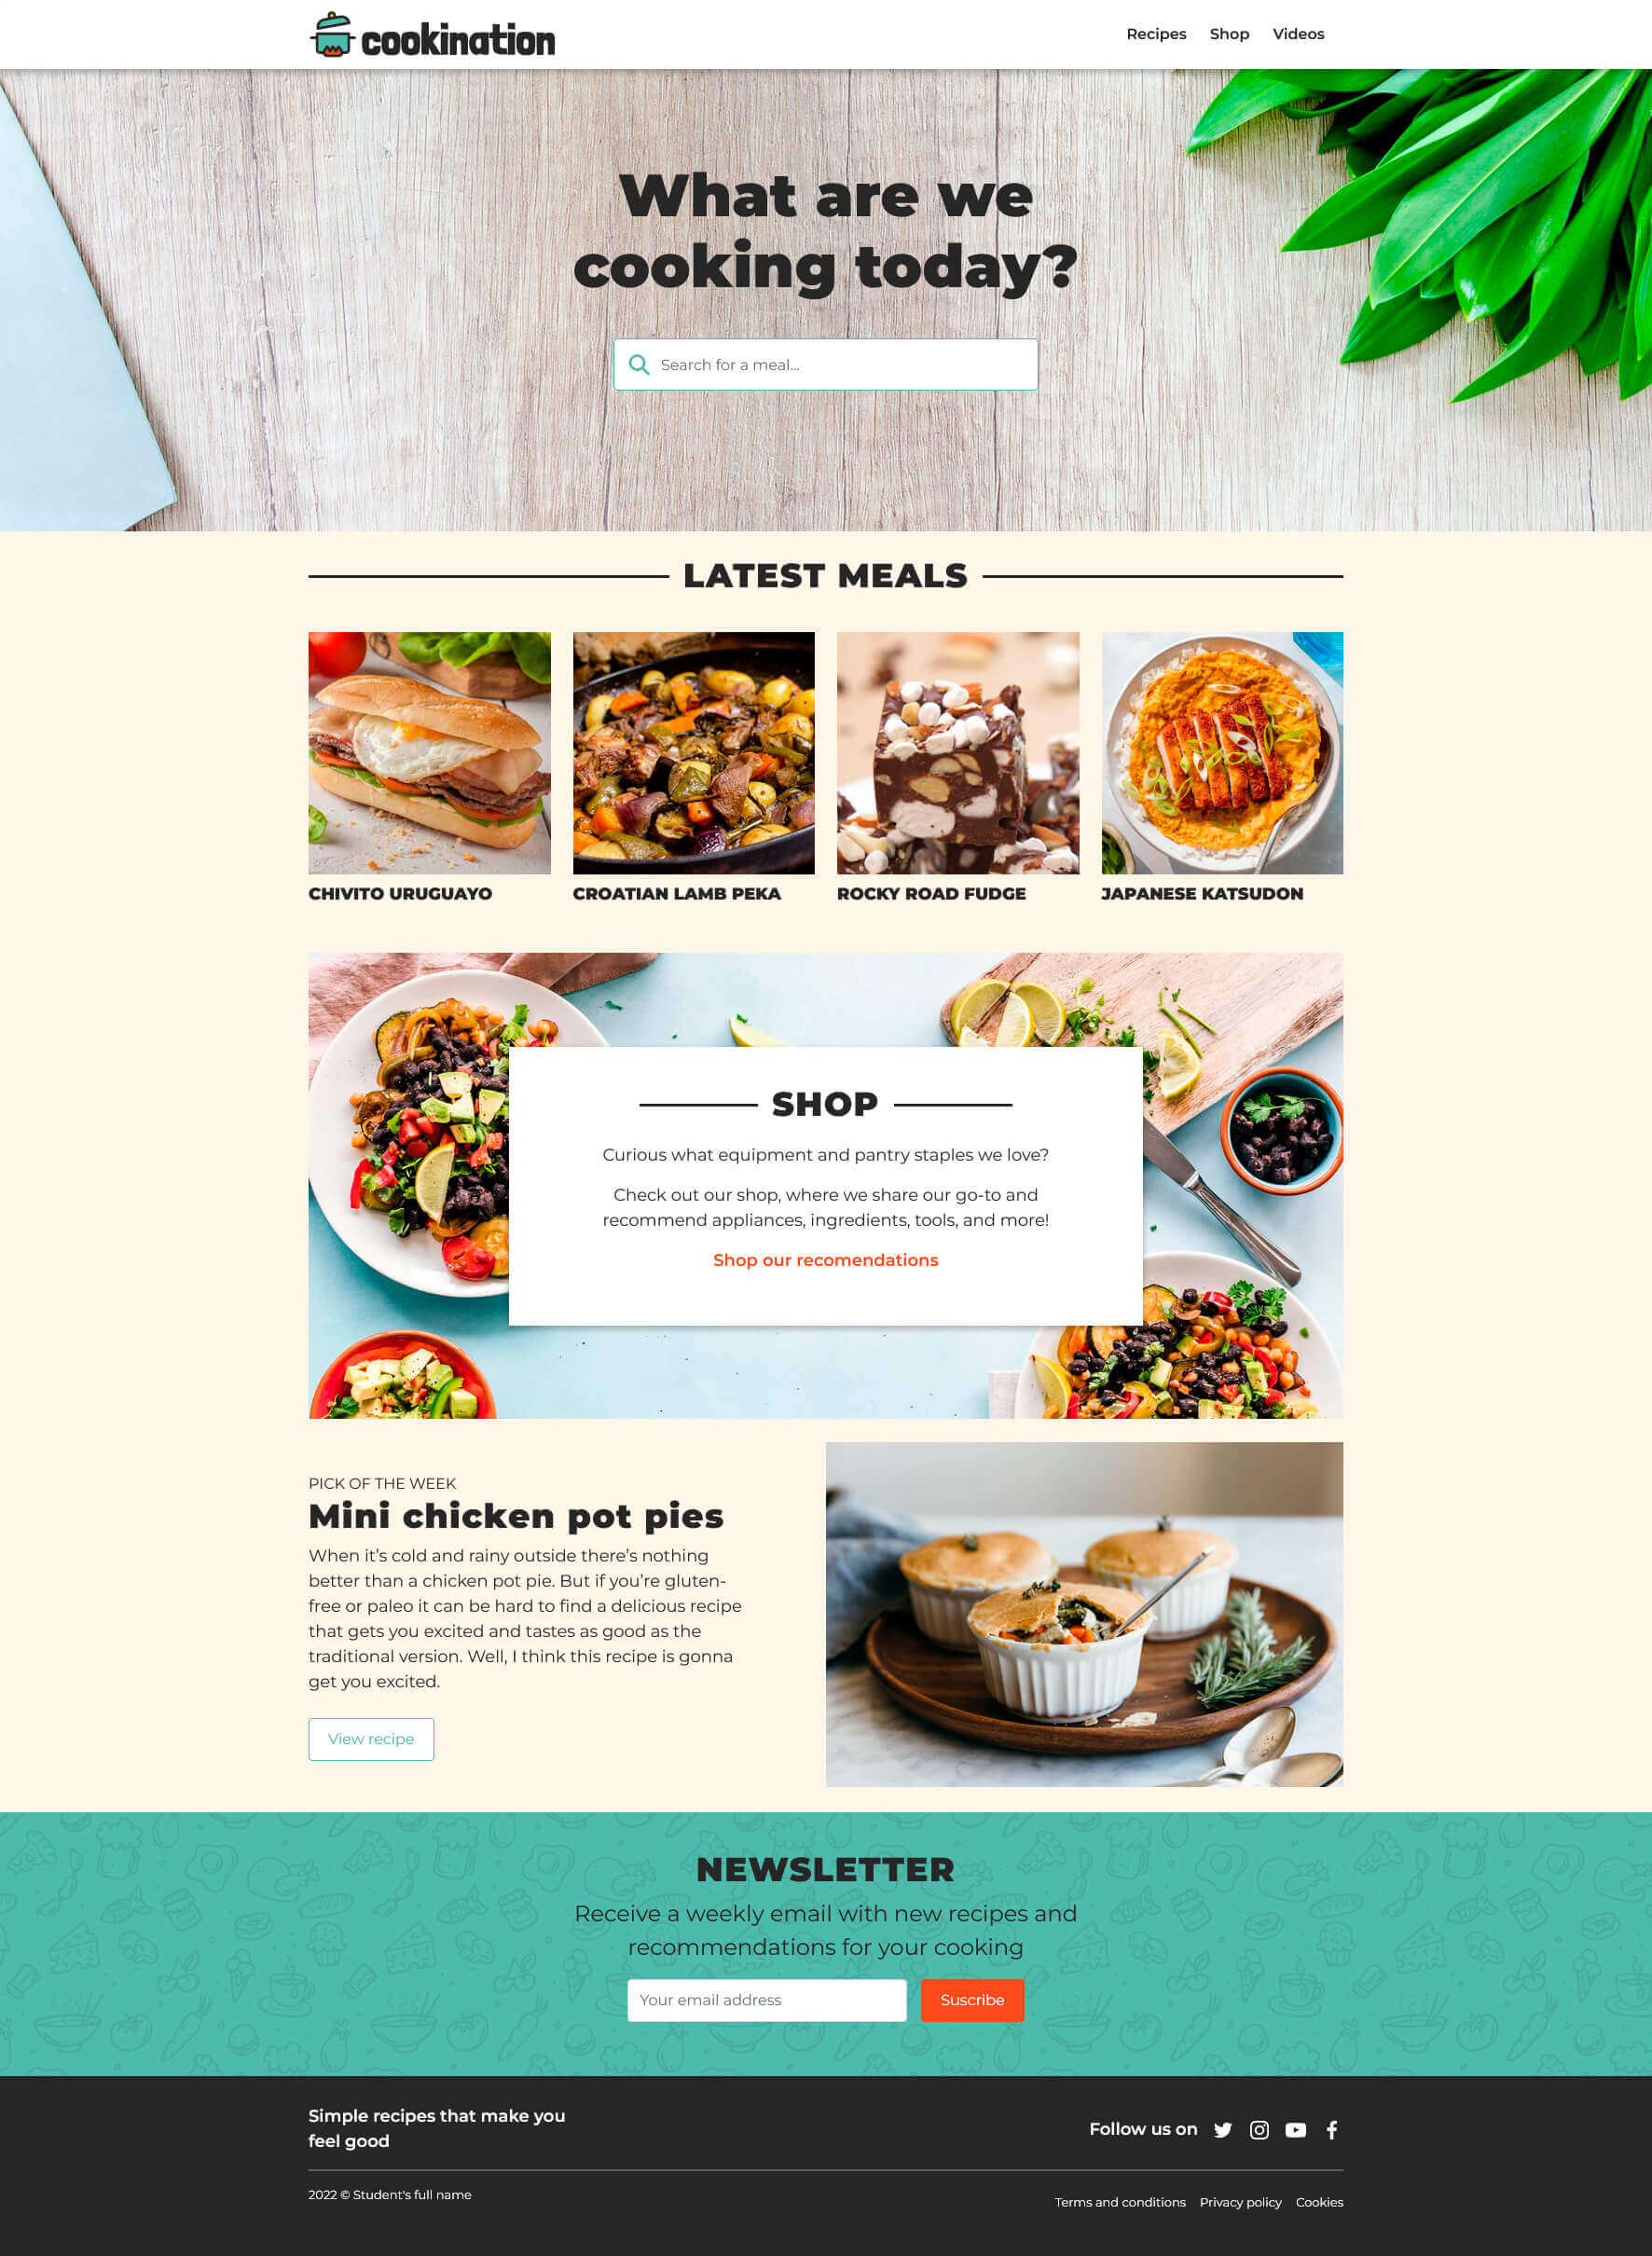 cookination
Recipes Shop Videos
What are we
cooking today?
Search for a meal...
LATEST MEALS
CHIVITO URUGUAYO
CROATIAN LAMB PEKA
ROCKY ROAD FUDGE
JAPANESE KATSUDON
SHOP
Curious what equipment and pantry staples we love?
Check out our shop, where we share our go-to and
recommend appliances, ingredients, tools, and more!
Shop our recomendations
PICK OF THE WEEK
Mini chicken pot pies
When it’s cold and rainy outside there’s nothing
better than a chicken pot pie. But if you’re gluten-
free or paleo it can be hard to find a delicious recipe
that gets you excited and tastes as good as the
traditional version. Well, I think this recipe is gonna
get you excited.
View recipe
NEWSLETTER
Receive a weekly email with new recipes and
recommendations for your cooking
Your email address
Suscribe
Simple recipes that make you
feel good
Follow us on
2022 © Student's full name
Terms and conditions Privacy policy Cookies